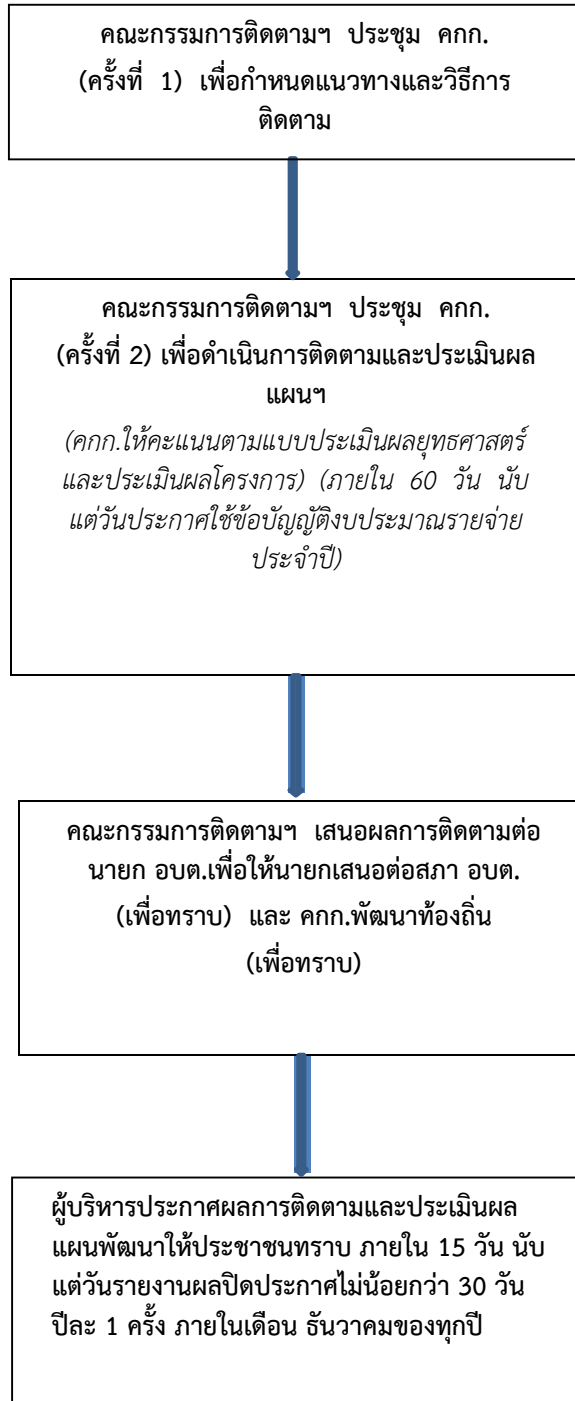 คณะกรรมการติดตามฯ ประชุม คกก.
(ครั้งที่ 1) เพื่อกำหนดแนวทางและวิธีการ
ติดตาม
คณะกรรมการติดตามฯ ประชุม คกก.
(ครั้งที่ 2) เพื่อดำเนินการติดตามและประเมินผล
แผนฯ
(คกก.ให้คะแนนตามแบบประเมินผลยุทธศาสตร์
และประเมินผลโครงการ) (ภายใน 60 วัน นับ
แต่วันประกาศใช้ข้อบัญญัติงบประมาณรายจ่าย
ประจำปี)
คณะกรรมการติดตามฯ เสนอผลการติดตามต่อ
นายก อบต.เพื่อให้นายกเสนอต่อสภา อบต.
(เพื่อทราบ) และ คกก.พัฒนาท้องถิ่น
(เพื่อทราบ)
ผู้บริหารประกาศผลการติดตามและประเมินผล
แผนพัฒนาให้ประชาชนทราบ ภายใน 15 วัน นับ
แต่วันรายงานผลปิดประกาศไม่น้อยกว่า 30 วัน
ปีละ 1 ครั้ง ภายในเดือน ธันวาคมของทุกปี